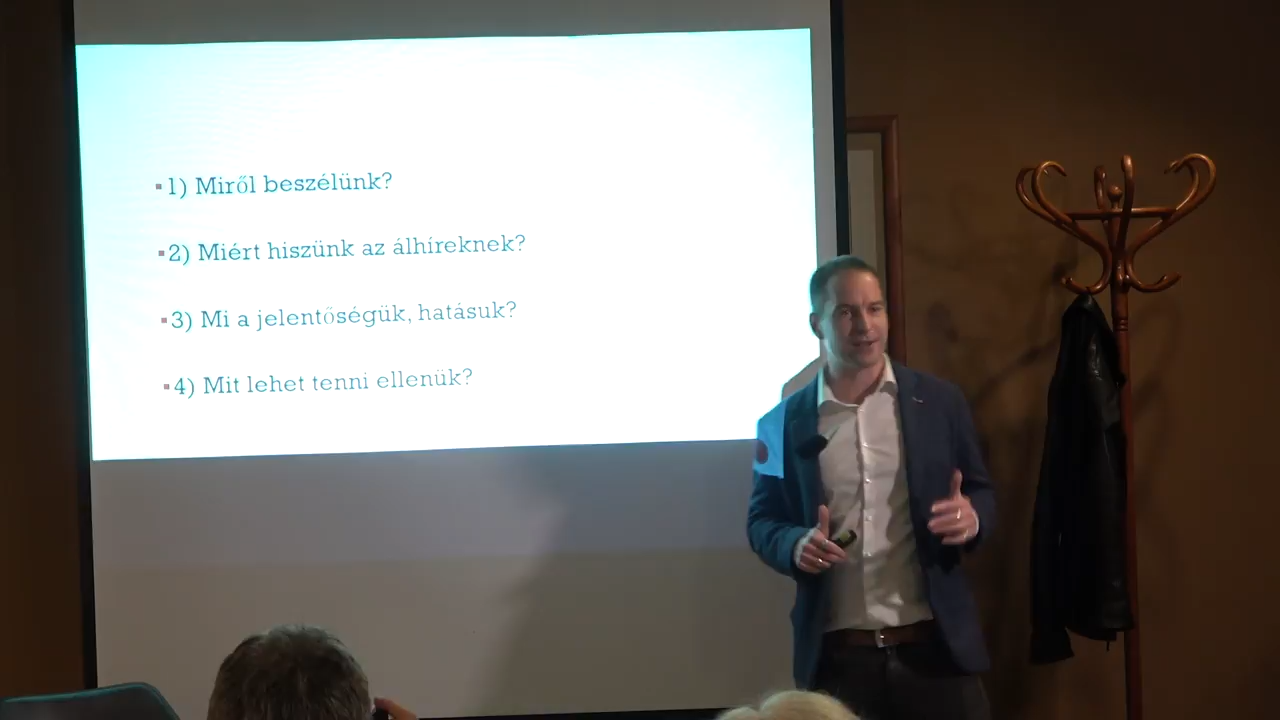 ▪1) Miről beszélünk?
▪2) Miért hiszünk az álhíreknek?
▪3) Mi a jelentőségük, hatásuk?
▪4) Mit lehet tenni ellenük?